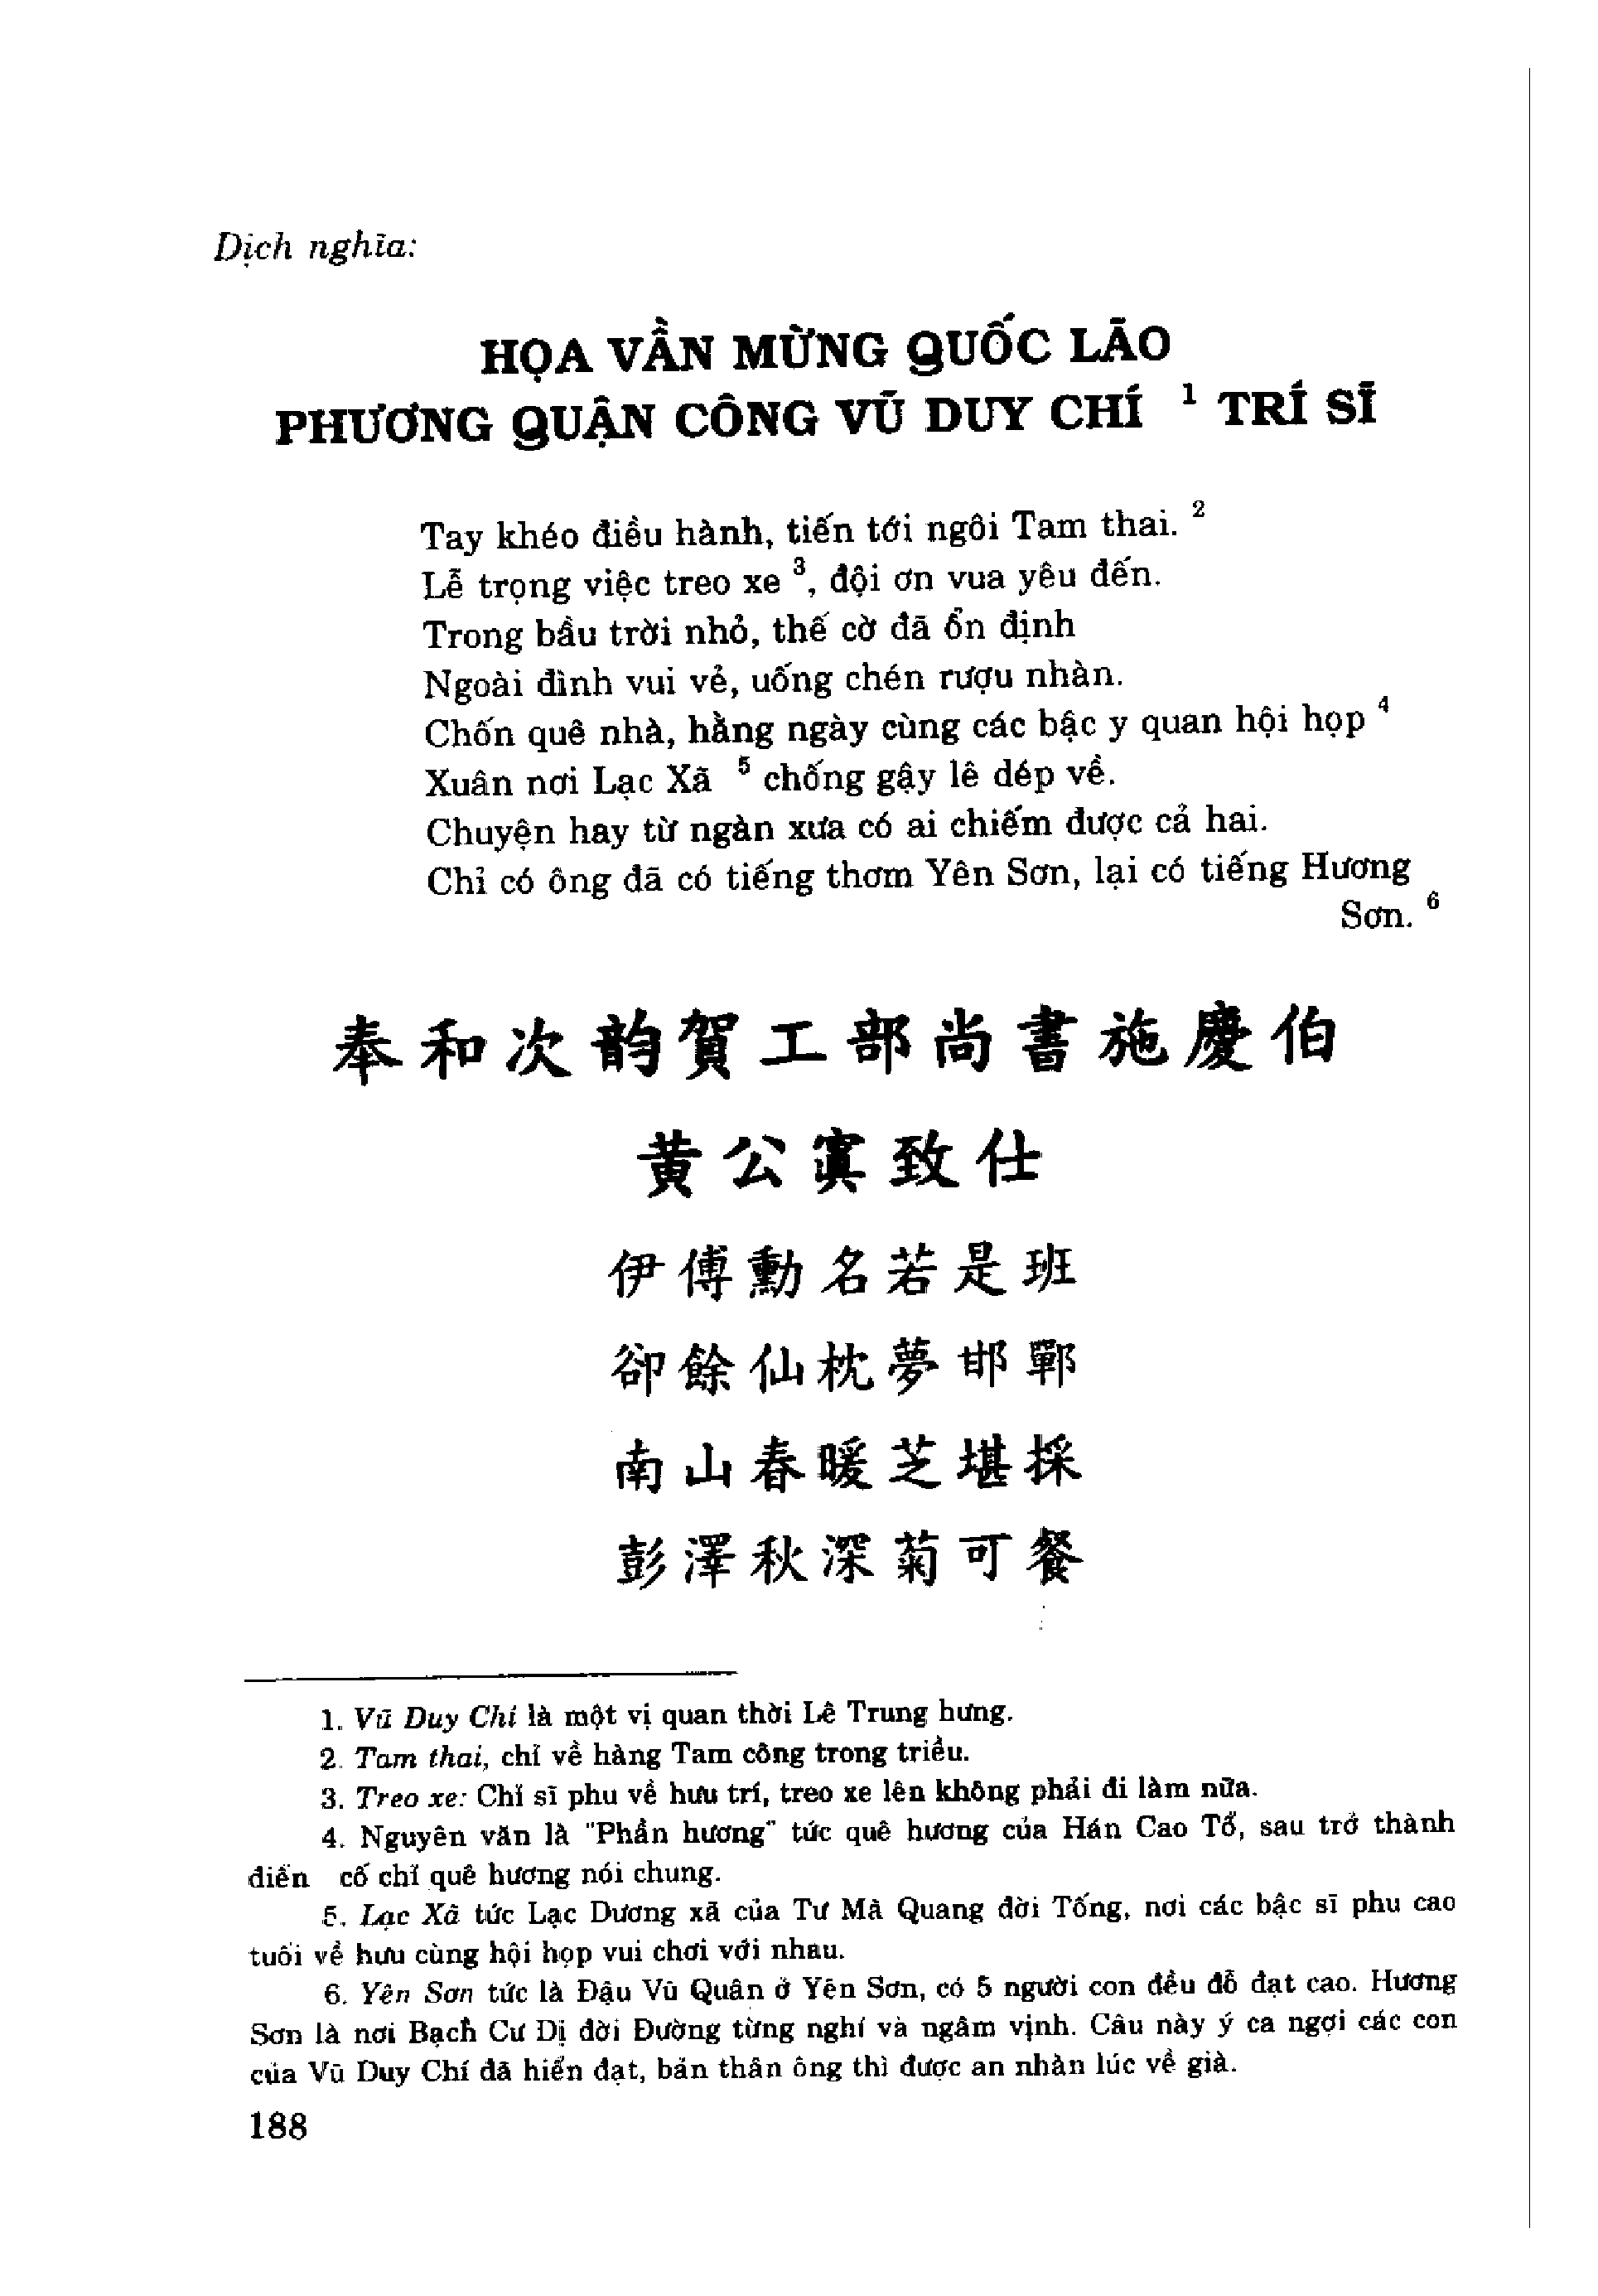 Dịch nghĩa:
HỌA VẦN MỪNG QUỐC LÃO
PHƯƠNG QUẬN CÔNG VŨ DUY CHÍ ¹ TRÍ SĨ
Tay khéo điều hành, tiến tới ngôi Tam thai. ²
Lễ trọng việc treo xe ³, đội ơn vua yêu đến.
Trong bầu trời nhỏ, thế cờ đã ổn định
Ngoài đình vui vẻ, uống chén rượu nhàn.
Chốn quê nhà, hằng ngày cùng các bậc y quan hội họp ⁴
Xuân nơi Lạc Xã ⁵ chống gậy lê dép về.
Chuyện hay từ ngàn xưa có ai chiếm được cả hai.
Chỉ có ông đã có tiếng thơm Yên Sơn, lại có tiếng Hương
Sơn. ⁶
奉和次韵賀工部尚書施慶伯
黃公寘致仕
伊傅勳名若是班
卻餘仙枕夢邯鄲
南山春暖芝堪採
彭澤秋深菊可餐
1. Vũ Duy Chí là một vị quan thời Lê Trung hưng.
2. Tam thai, chỉ về hàng Tam công trong triều.
3. Treo xe: Chỉ sĩ phu về hưu trí, treo xe lên không phải đi làm nữa.
4. Nguyên văn là "Phần hương" tức quê hương của Hán Cao Tổ, sau trở thành
điển cố chỉ quê hương nói chung.
5. Lạc Xã tức Lạc Dương xã của Tư Mã Quang đời Tống, nơi các bậc sĩ phu cao
tuổi về hưu cùng hội họp vui chơi với nhau.
6. Yên Sơn tức là Đậu Vũ Quân ở Yên Sơn, có 5 người con đều đỗ đạt cao. Hương
Sơn là nơi Bạch Cư Dị đời Đường từng nghỉ và ngâm vịnh. Câu này ý ca ngợi các con
của Vũ Duy Chí đã hiển đạt, bản thân ông thì được an nhàn lúc về già.
188